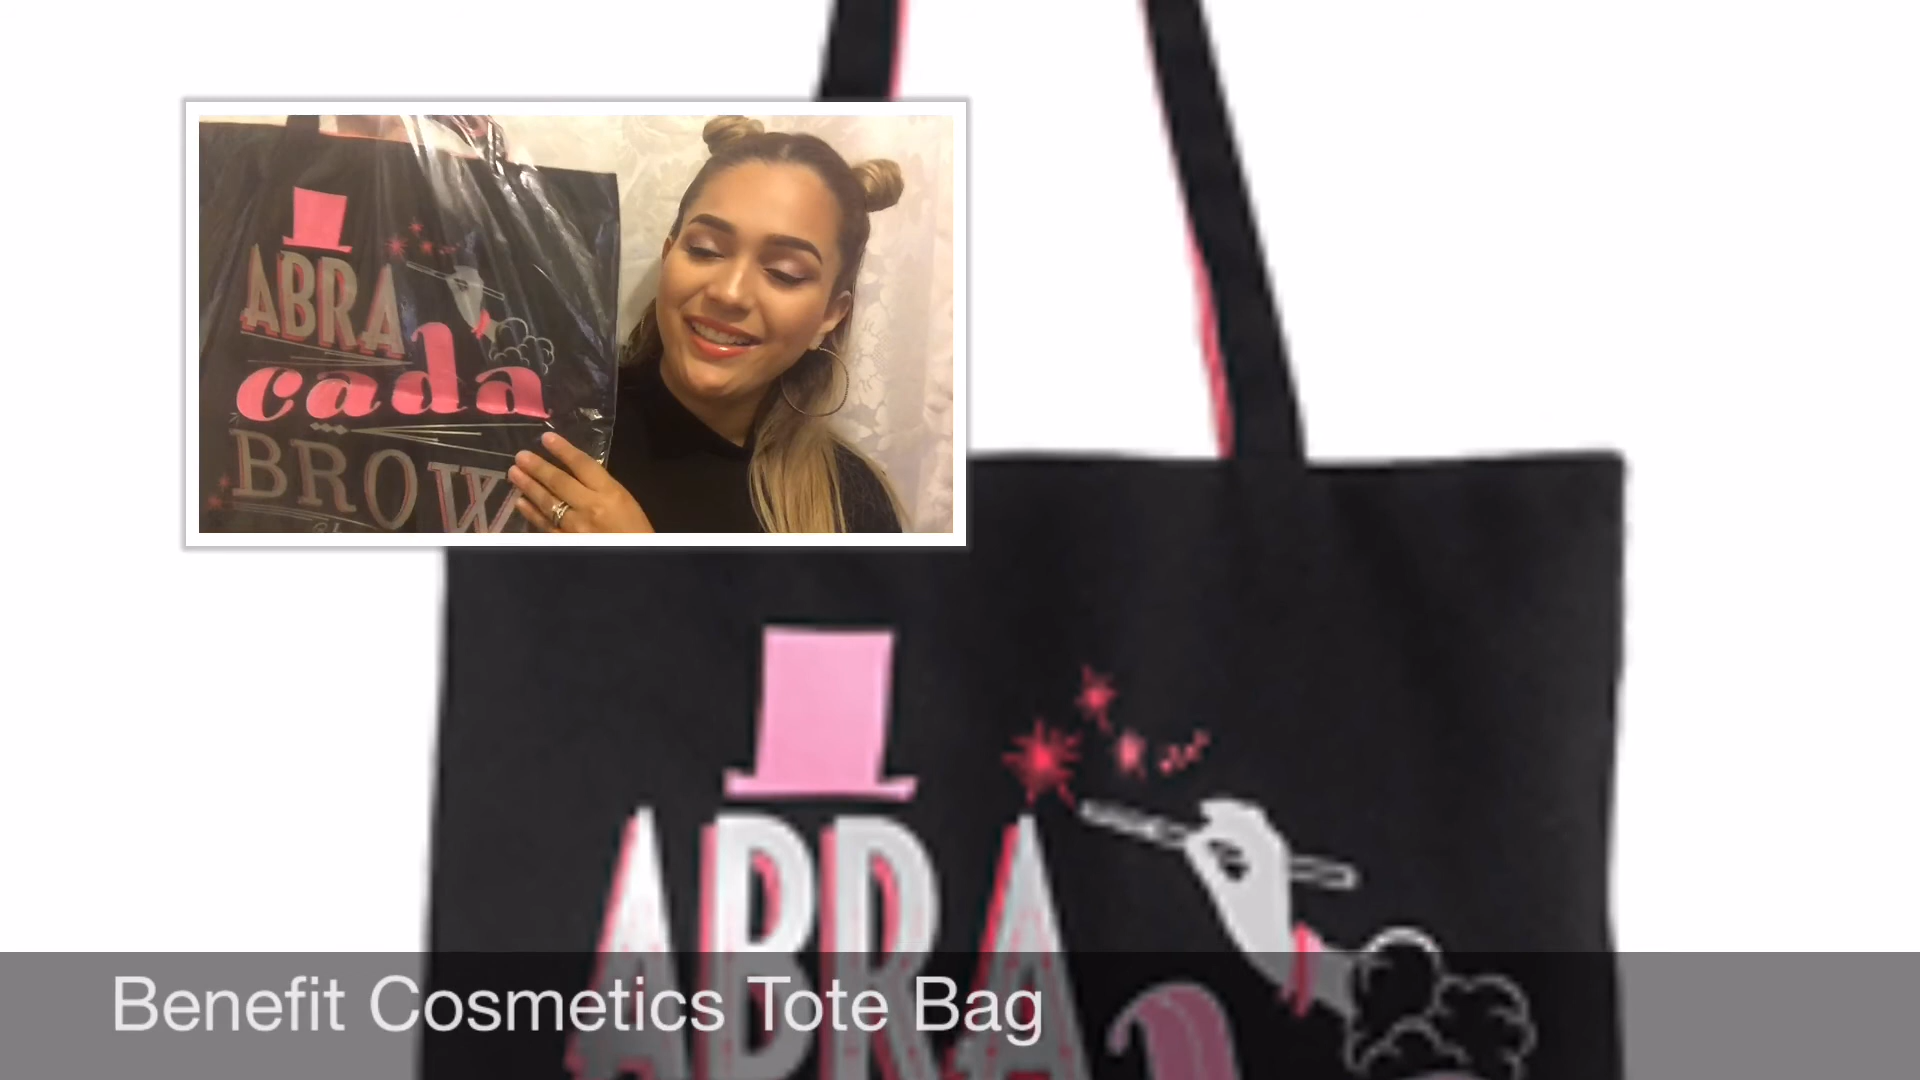 ABRA
cada
BROW
ABRA
Benefit Cosmetics Tote Bag